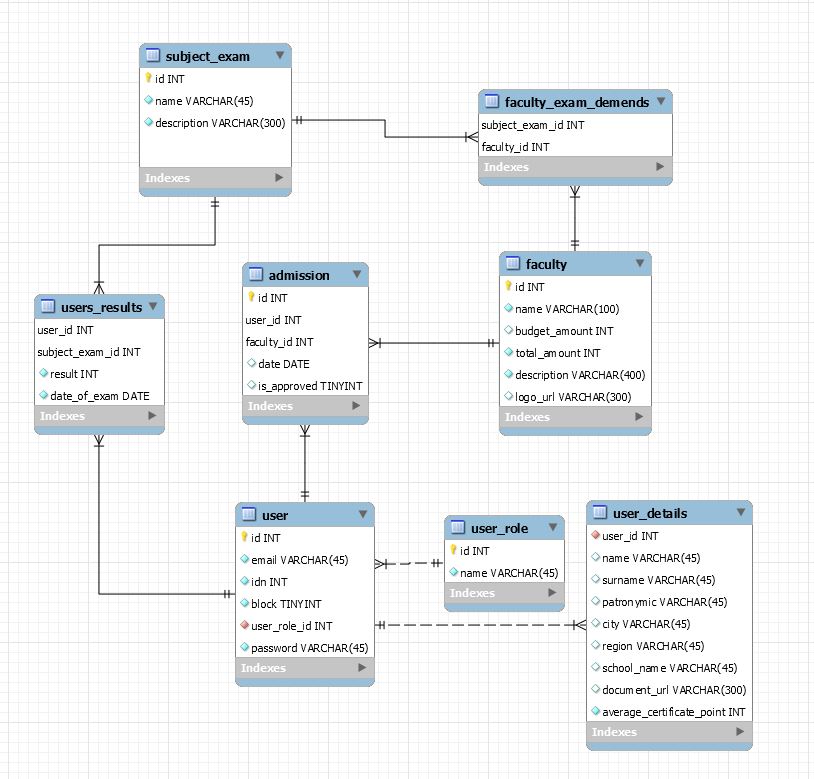 subject_exam
id INT
name VARCHAR(45)
description VARCHAR(300)
Indexes
faculty_exam_demends
subject_exam_id INT
faculty_id INT
Indexes
users_results
user_id INT
subject_exam_id INT
result INT
date_of_exam DATE
Indexes
admission
id INT
user_id INT
faculty_id INT
date DATE
is_approved TINYINT
Indexes
faculty
id INT
name VARCHAR(100)
budget_amount INT
total_amount INT
description VARCHAR(400)
logo_url VARCHAR(300)
Indexes
user
id INT
email VARCHAR(45)
idn INT
block TINYINT
user_role_id INT
password VARCHAR(45)
Indexes
user_role
id INT
name VARCHAR(45)
Indexes
user_details
user_id INT
name VARCHAR(45)
surname VARCHAR(45)
patronymic VARCHAR(45)
city VARCHAR(45)
region VARCHAR(45)
school_name VARCHAR(45)
document_url VARCHAR(300)
average_certificate_point INT
Indexes